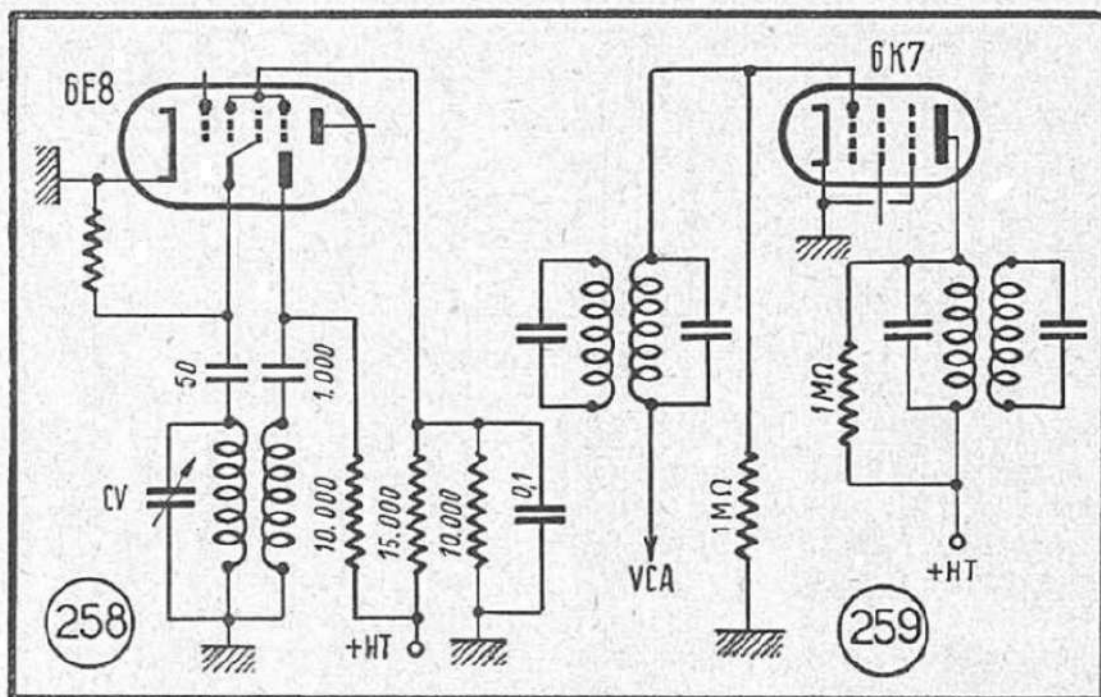 6E8
6K7
50
1.000
CV
10.000
15.000
10.000
0,1
1MΩ
1MΩ
VCA
+HT
+HT
258
259